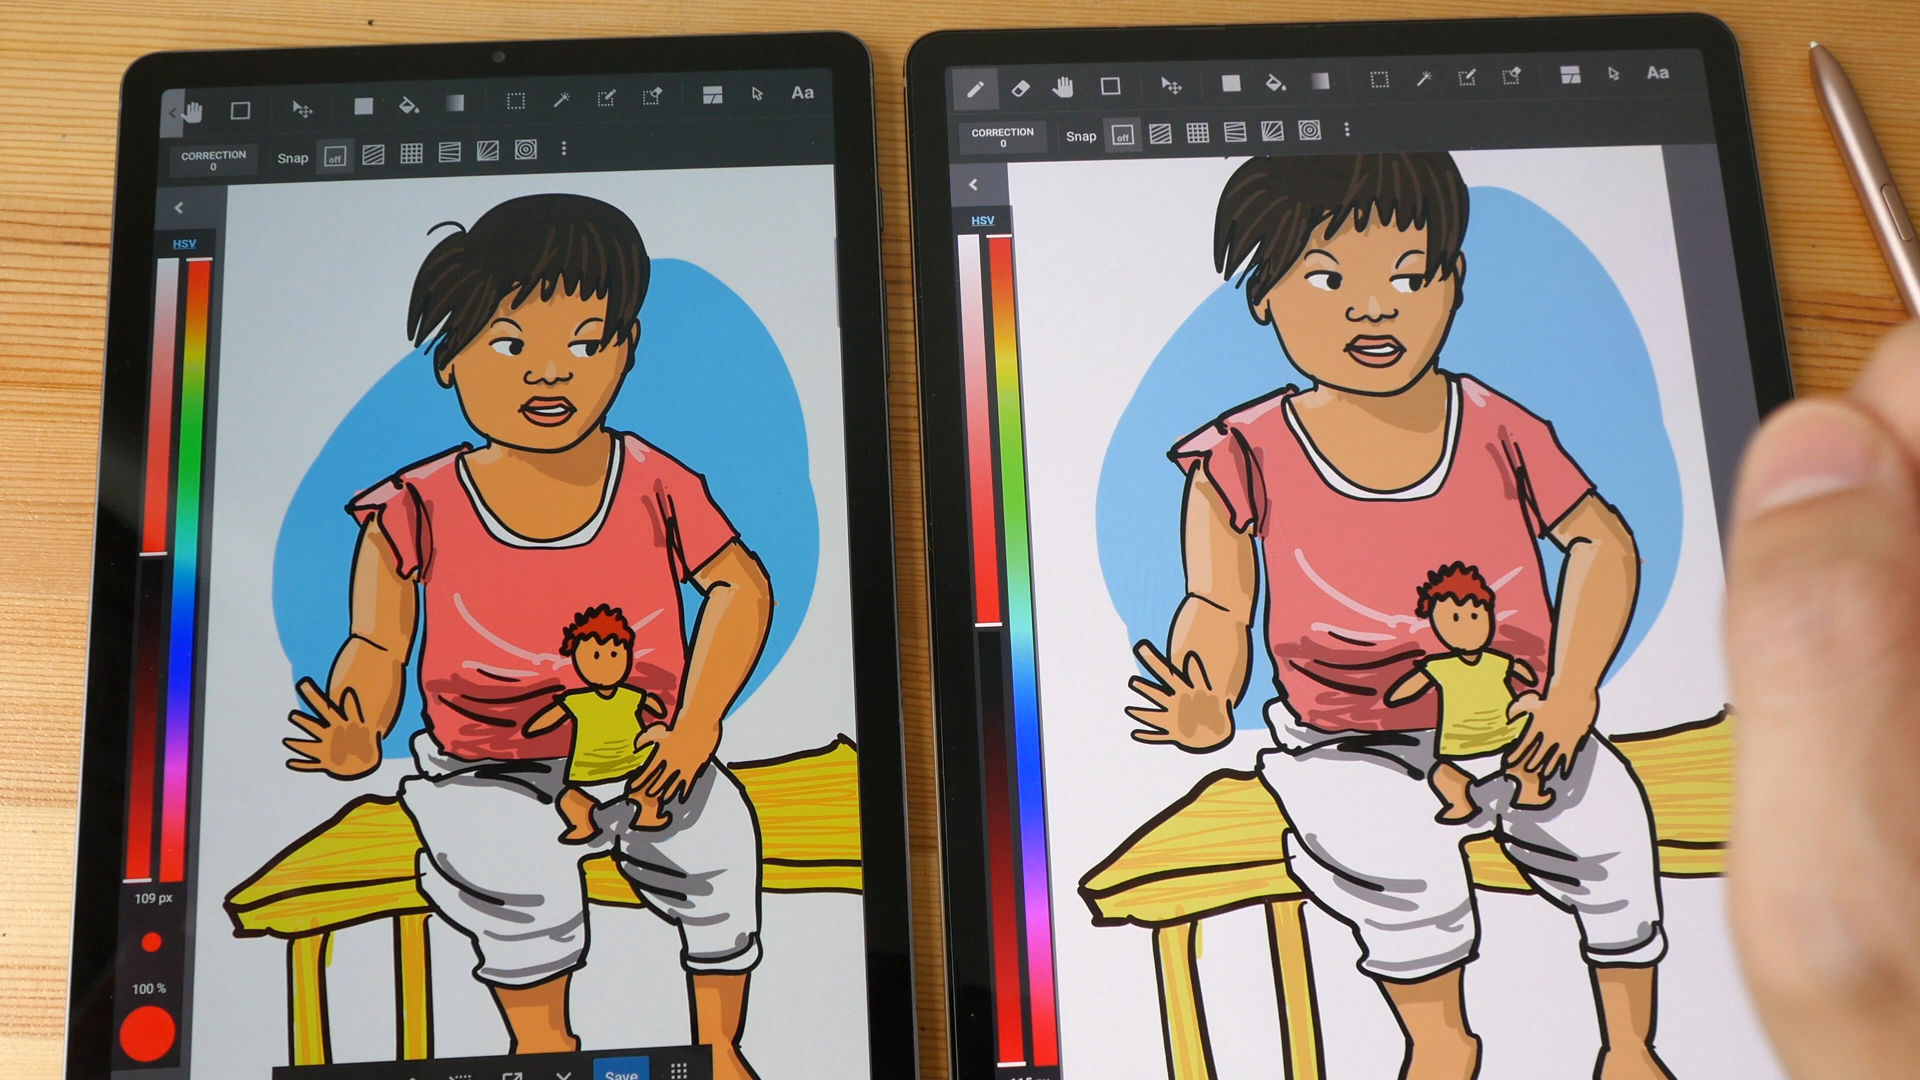 Aa
CORRECTION
0
Snap
off
HSV
109 px
100 %
Save
Aa
CORRECTION
0
Snap
off
HSV